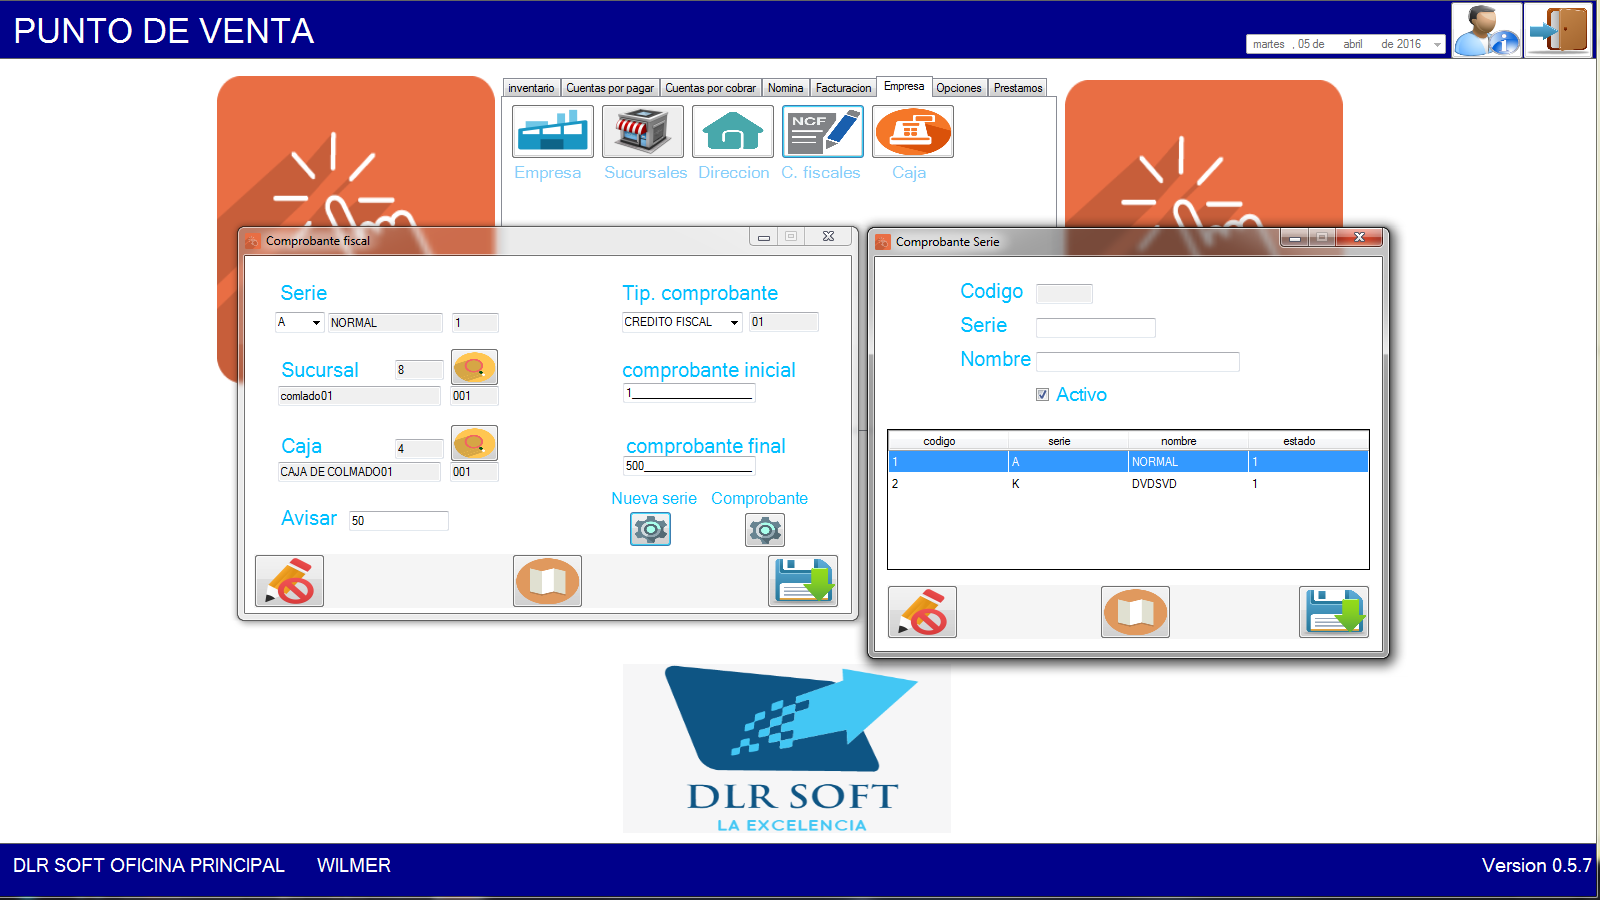 PUNTO DE VENTA
martes , 05 de abril de 2016
inventario Cuentas por pagar Cuentas por cobrar Nomina Facturacion Empresa Opciones Prestamos
NCF
Empresa Sucursales Direccion C. fiscales Caja
Comprobante fiscal
Serie Tip. comprobante
A NORMAL 1 CREDITO FISCAL 01
Sucursal 8 comprobante inicial
comlado01 001 1
Caja 4 comprobante final
CAJA DE COLMADO01 001 500
Nueva serie Comprobante
Avisar 50
Comprobante Serie
Codigo
Serie
Nombre
Activo
codigo serie nombre estado
1 A NORMAL 1
2 K DVDSVD 1
DLR SOFT
LA EXCELENCIA
DLR SOFT OFICINA PRINCIPAL WILMER Version 0.5.7